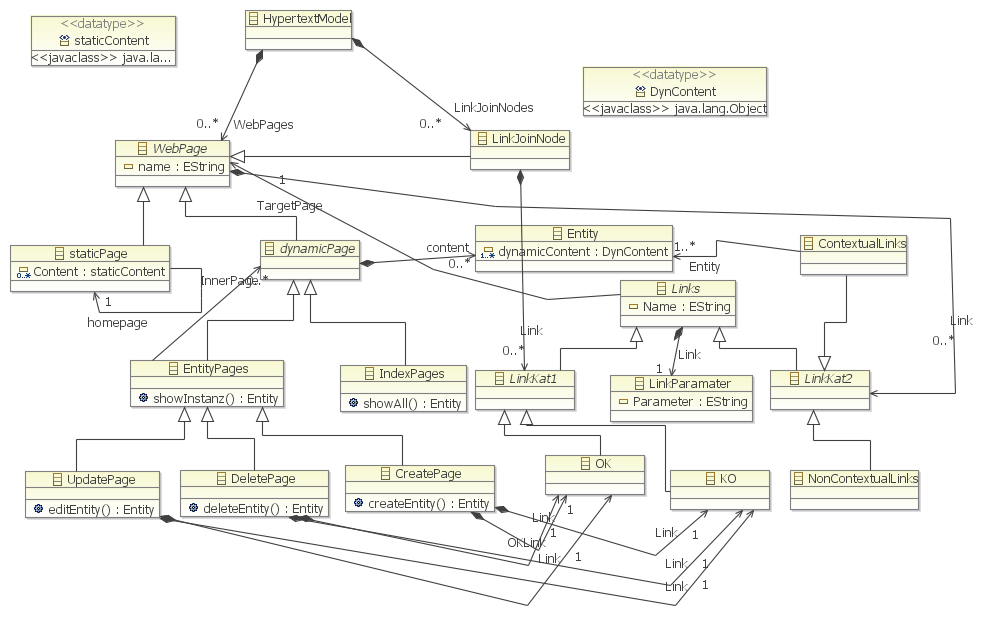 <<datatype>>
staticContent
<<javaclass>> java.la...
HypertextModel
<<datatype>>
DynContent
<<javaclass>> java.lang.Object
LinkJoinNodes
0..*
0..*
WebPages
LinkJoinNode
WebPage
name : EString
1
TargetPage
staticPage
Content : staticContent
0..*
1
homepage
dynamicPage
content
0..*
Entity
dynamicContent : DynContent
1..*
1..*
Entity
ContextualLinks
InnerPage
0..*
Links
Name : EString
Link
0..*
Link
0..*
Link
1
EntityPages
showInstanz() : Entity
IndexPages
showAll() : Entity
LinkKat1
LinkParamater
Parameter : EString
LinkKat2
UpdatePage
editEntity() : Entity
DeletePage
deleteEntity() : Entity
CreatePage
createEntity() : Entity
OK
KO
NonContextualLinks
Link
1
OKLink
1
Link
1
Link
1
Link
1
Link
1